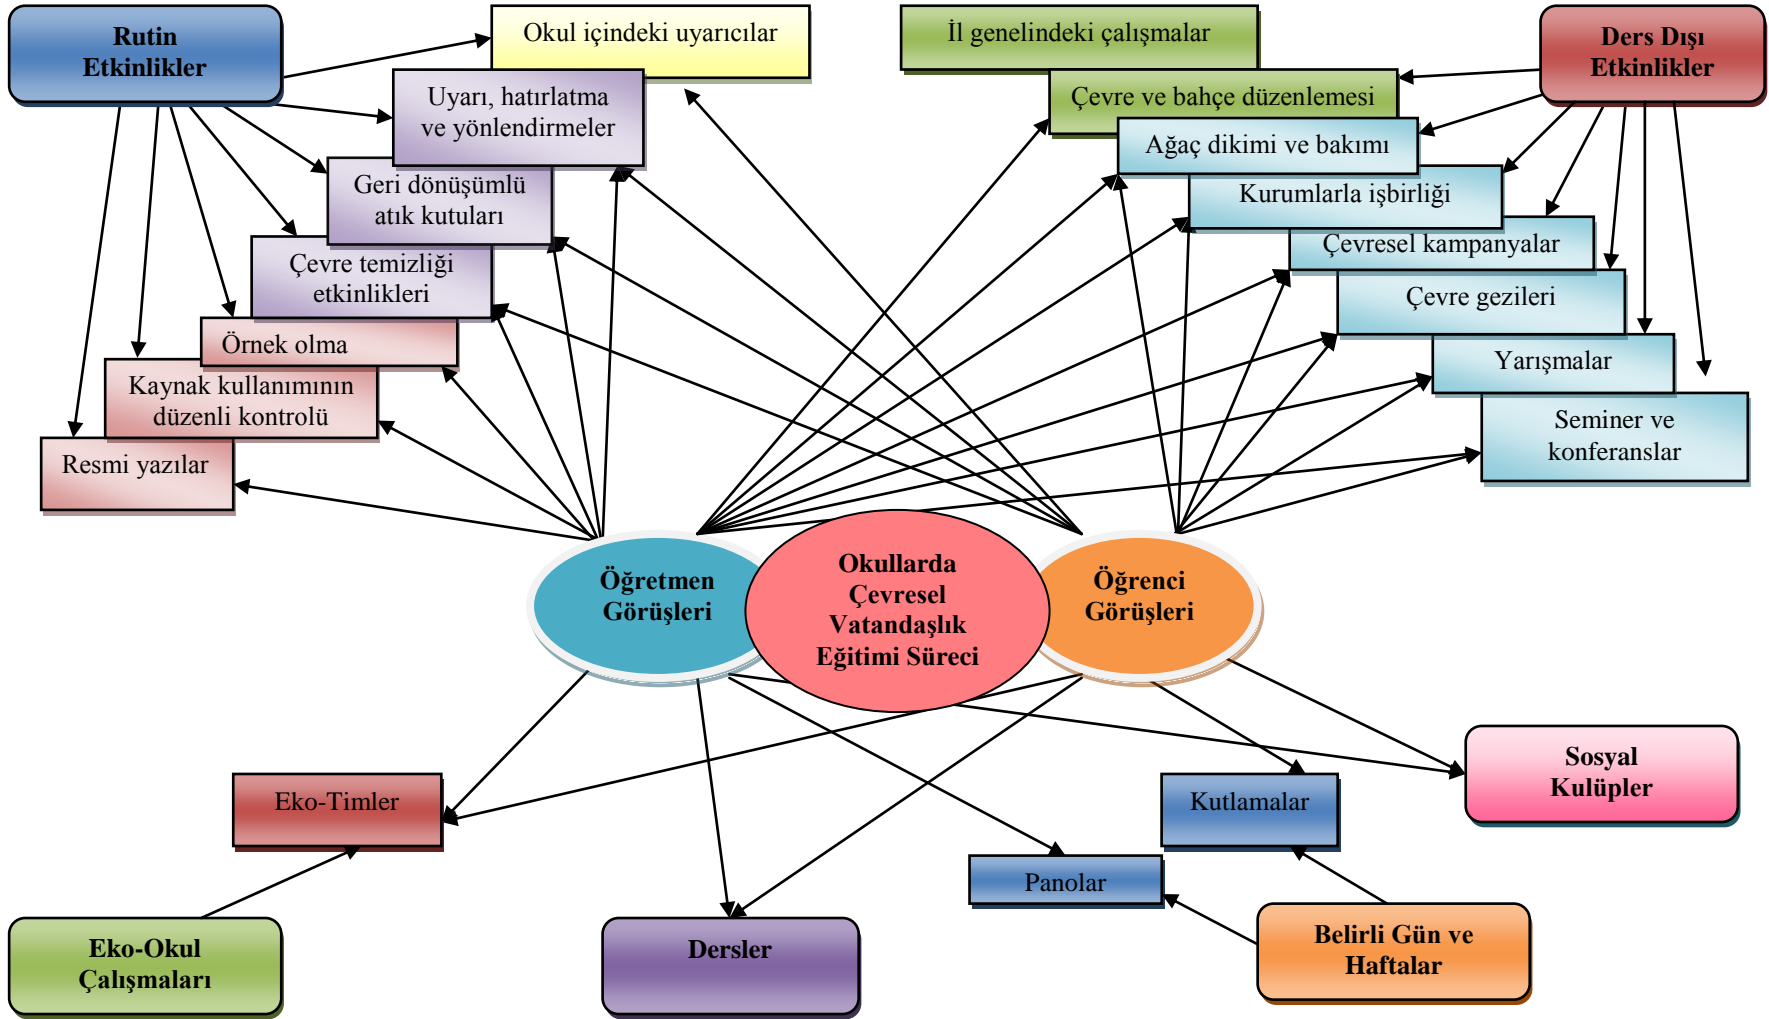 Rutin
Etkinlikler
Okul içindeki uyarıcılar
İl genelindeki çalışmalar
Ders Dışı
Etkinlikler
Uyarı, hatırlatma
ve yönlendirmeler
Çevre ve bahçe düzenlemesi
Ağaç dikimi ve bakımı
Geri dönüşümlü
atık kutuları
Kurumlarla işbirliği
Çevre temizliği
etkinlikleri
Çevresel kampanyalar
Çevre gezileri
Örnek olma
Yarışmalar
Kaynak kullanımının
düzenli kontrolü
Seminer ve
konferanslar
Resmi yazılar
Öğretmen
Görüşleri
Okullarda
Çevresel
Vatandaşlık
Eğitimi Süreci
Öğrenci
Görüşleri
Sosyal
Kulüpler
Eko-Timler
Kutlamalar
Panolar
Eko-Okul
Çalışmaları
Dersler
Belirli Gün ve
Haftalar